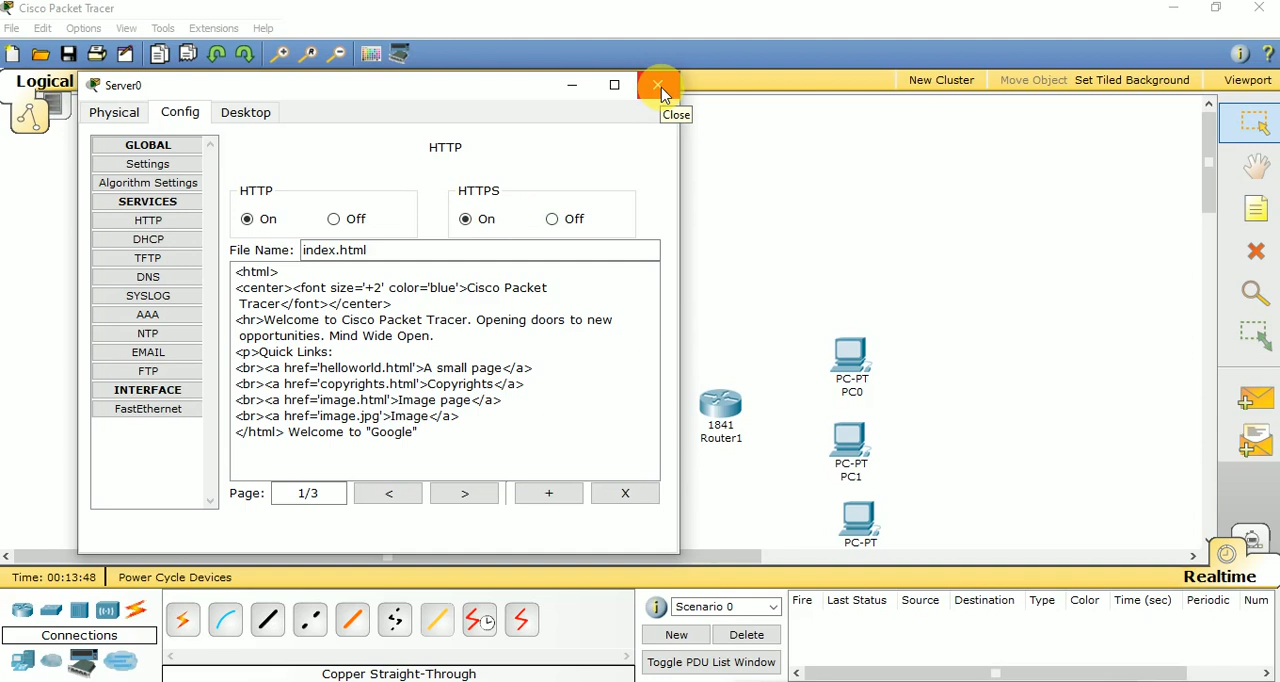 Cisco Packet Tracer
File Edit Options View Tools Extensions Help
Logical
New Cluster Move Object Set Tiled Background Viewport
Server0
Close
Physical Config Desktop
GLOBAL
Settings
Algorithm Settings
SERVICES
HTTP
DHCP
TFTP
DNS
SYSLOG
AAA
NTP
EMAIL
FTP
INTERFACE
FastEthernet
HTTP
HTTP
On Off
HTTPS
On Off
File Name: index.html
<html>
<center><font size='+2' color='blue'>Cisco Packet
Tracer</font></center>
<hr>Welcome to Cisco Packet Tracer. Opening doors to new
opportunities. Mind Wide Open.
<p>Quick Links:
<br><a href='helloworld.html'>A small page</a>
<br><a href='copyrights.html'>Copyrights</a>
<br><a href='image.html'>Image page</a>
<br><a href='image.jpg'>Image</a>
</html> Welcome to "Google"
Page: 1/3 < > + X
1841
Router1
PC-PT
PC0
PC-PT
PC1
PC-PT
Time: 00:13:48 Power Cycle Devices
Realtime
Connections
Copper Straight-Through
Scenario 0
New Delete
Toggle PDU List Window
Fire Last Status Source Destination Type Color Time (sec) Periodic Num